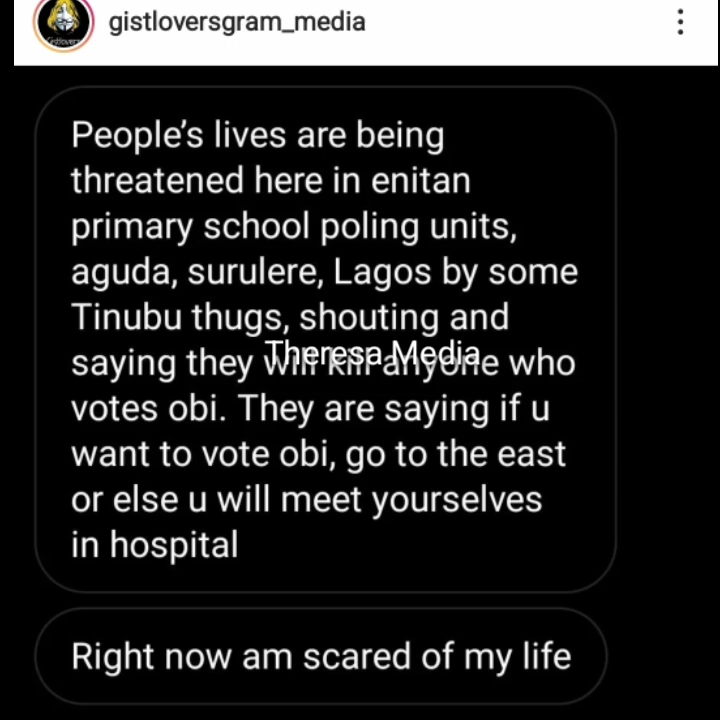 gistloversgram_media
People's lives are being
threatened here in enitan
primary school poling units,
aguda, surulere, Lagos by some
Tinubu thugs, shouting and
saying they will kill anyone who
Theresa Media
votes obi. They are saying if u
want to vote obi, go to the east
or else u will meet yourselves
in hospital
Right now am scared of my life